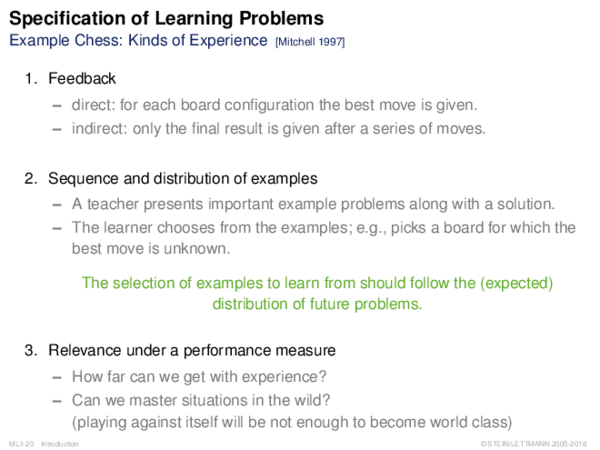 Specification of Learning Problems
Example Chess: Kinds of Experience [Mitchell 1997]
1. Feedback
– direct: for each board configuration the best move is given.
– indirect: only the final result is given after a series of moves.
2. Sequence and distribution of examples
– A teacher presents important example problems along with a solution.
– The learner chooses from the examples; e.g., picks a board for which the
best move is unknown.
The selection of examples to learn from should follow the (expected)
distribution of future problems.
3. Relevance under a performance measure
– How far can we get with experience?
– Can we master situations in the wild?
(playing against itself will be not enough to become world class)
ML:I-20 Introduction © STEIN/LETTMANN 2005-2018